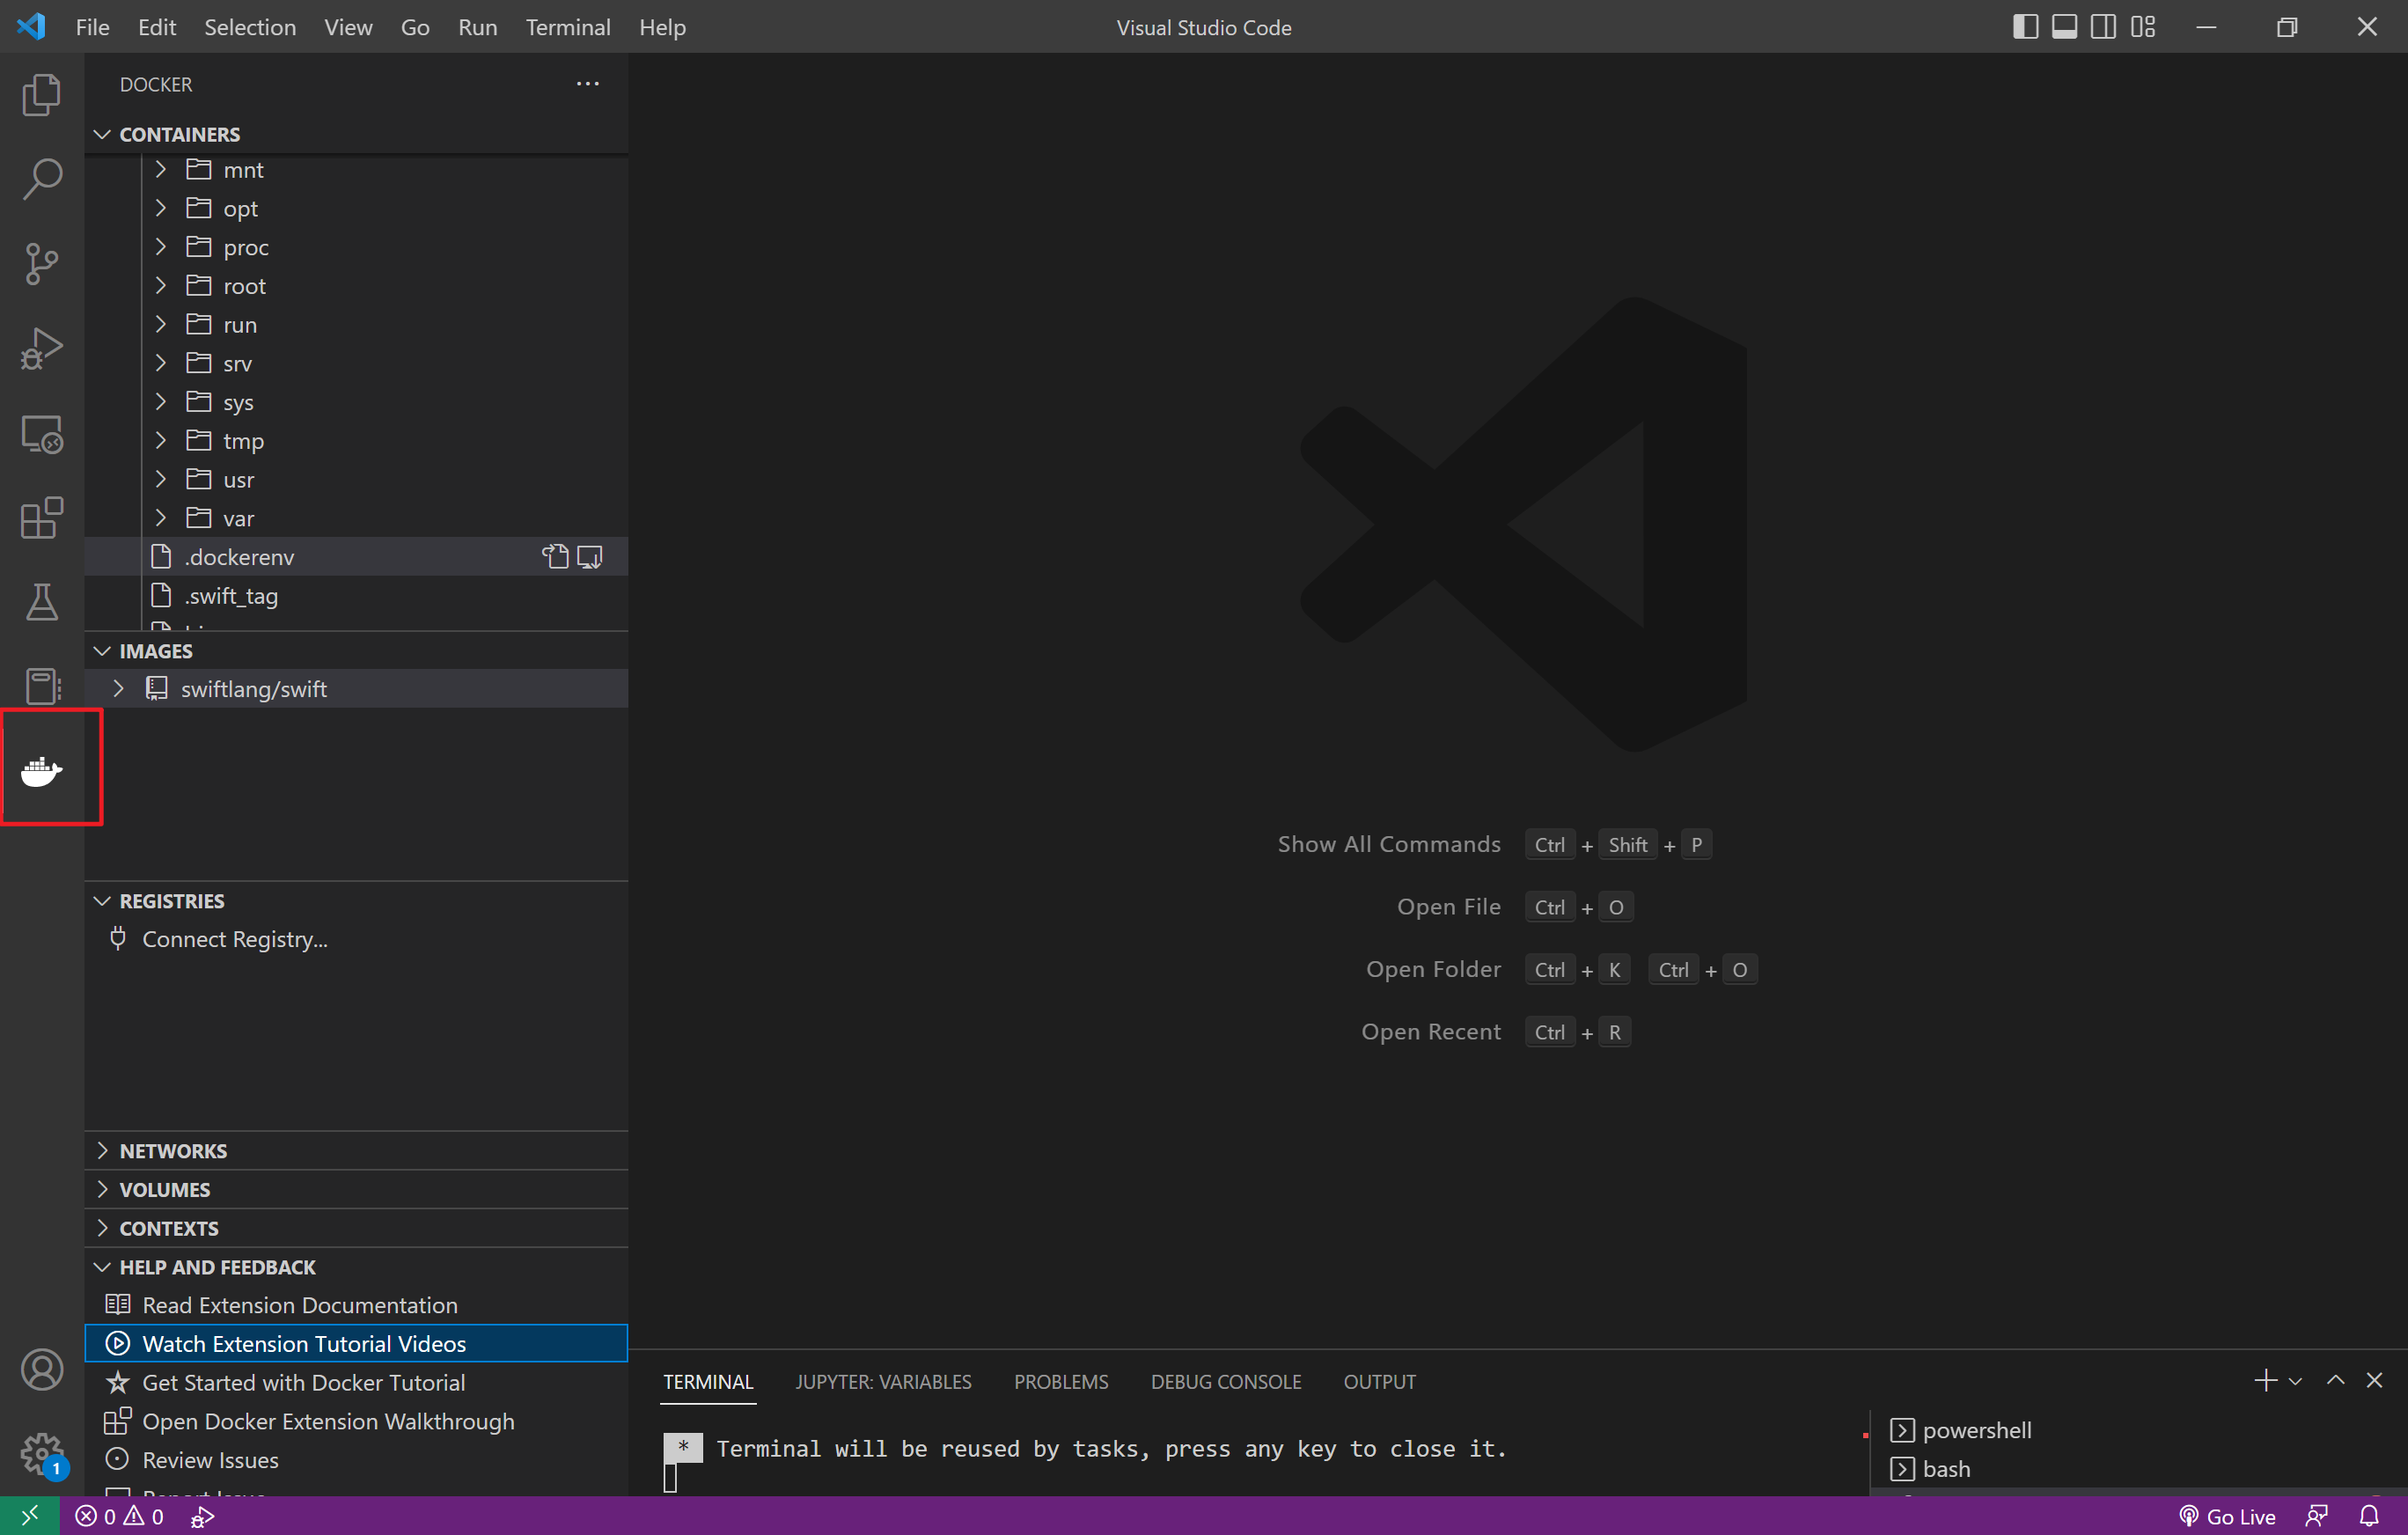 File Edit Selection View Go Run Terminal Help
Visual Studio Code
DOCKER
CONTAINERS
mnt
opt
proc
root
run
srv
sys
tmp
usr
var
.dockerenv
.swift_tag
IMAGES
swiftlang/swift
REGISTRIES
Connect Registry...
NETWORKS
VOLUMES
CONTEXTS
HELP AND FEEDBACK
Read Extension Documentation
Watch Extension Tutorial Videos
Get Started with Docker Tutorial
Open Docker Extension Walkthrough
Review Issues
Show All Commands Ctrl + Shift + P
Open File Ctrl + O
Open Folder Ctrl + K Ctrl + O
Open Recent Ctrl + R
TERMINAL JUPYTER: VARIABLES PROBLEMS DEBUG CONSOLE OUTPUT
* Terminal will be reused by tasks, press any key to close it.
powershell
bash
1
0 0
Go Live